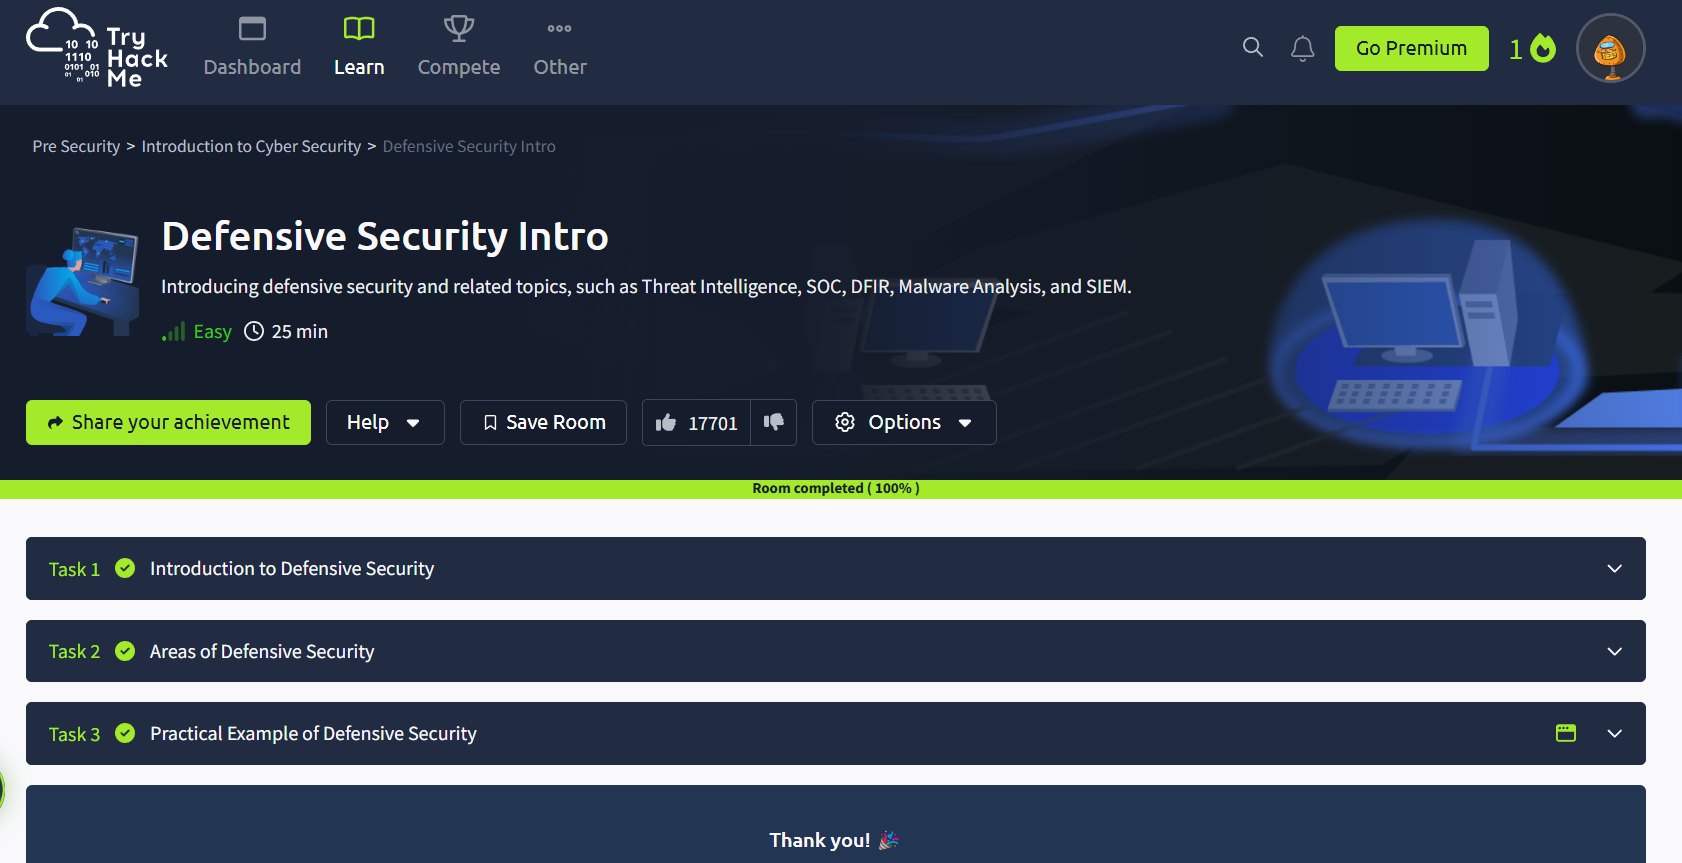 10 10
1110
0101 01
01 010
01
Try
Hack
Me
Dashboard
Learn
Compete
Other
Go Premium
1
Pre Security > Introduction to Cyber Security > Defensive Security Intro
Defensive Security Intro
Introducing defensive security and related topics, such as Threat Intelligence, SOC, DFIR, Malware Analysis, and SIEM.
Easy 25 min
Share your achievement
Help
Save Room
17701
Options
Room completed ( 100% )
Task 1 Introduction to Defensive Security
Task 2 Areas of Defensive Security
Task 3 Practical Example of Defensive Security
Thank you! 🎉